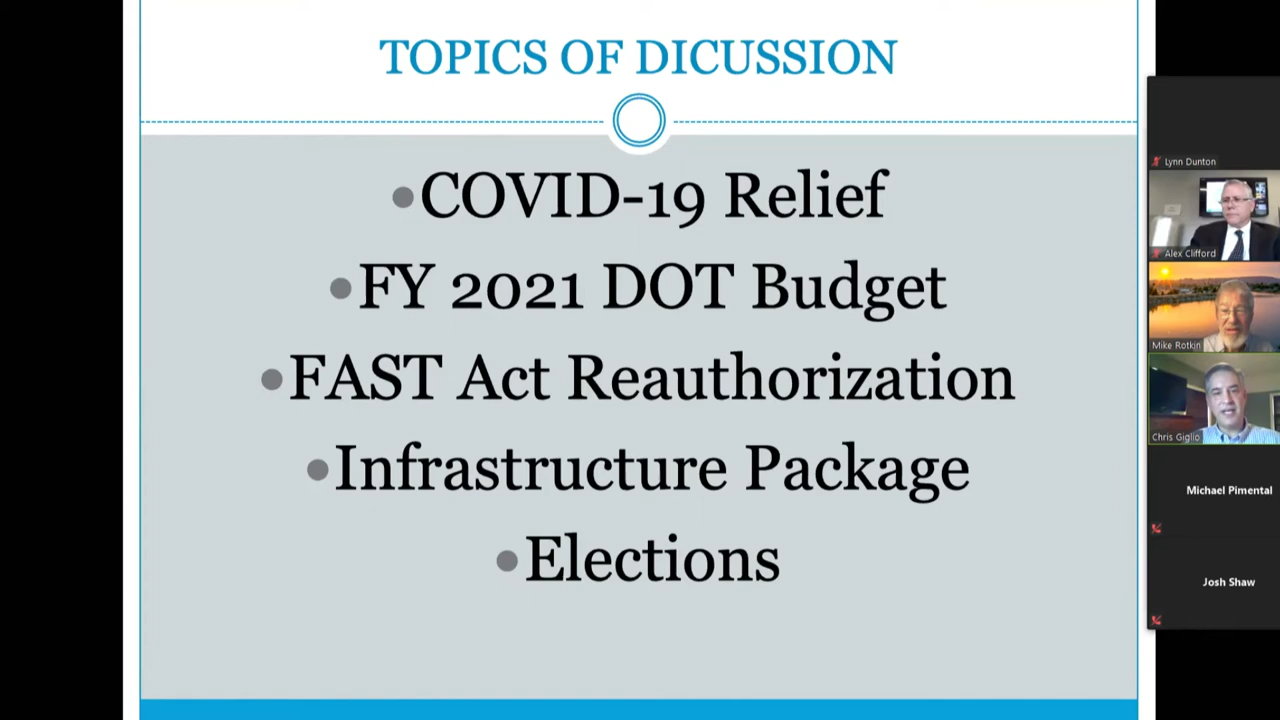 TOPICS OF DICUSSION
•COVID-19 Relief
•FY 2021 DOT Budget
•FAST Act Reauthorization
•Infrastructure Package
•Elections
Lynn Dunton
Alex Clifford
Mike Rotkin
Chris Giglio
Michael Pimental
Josh Shaw